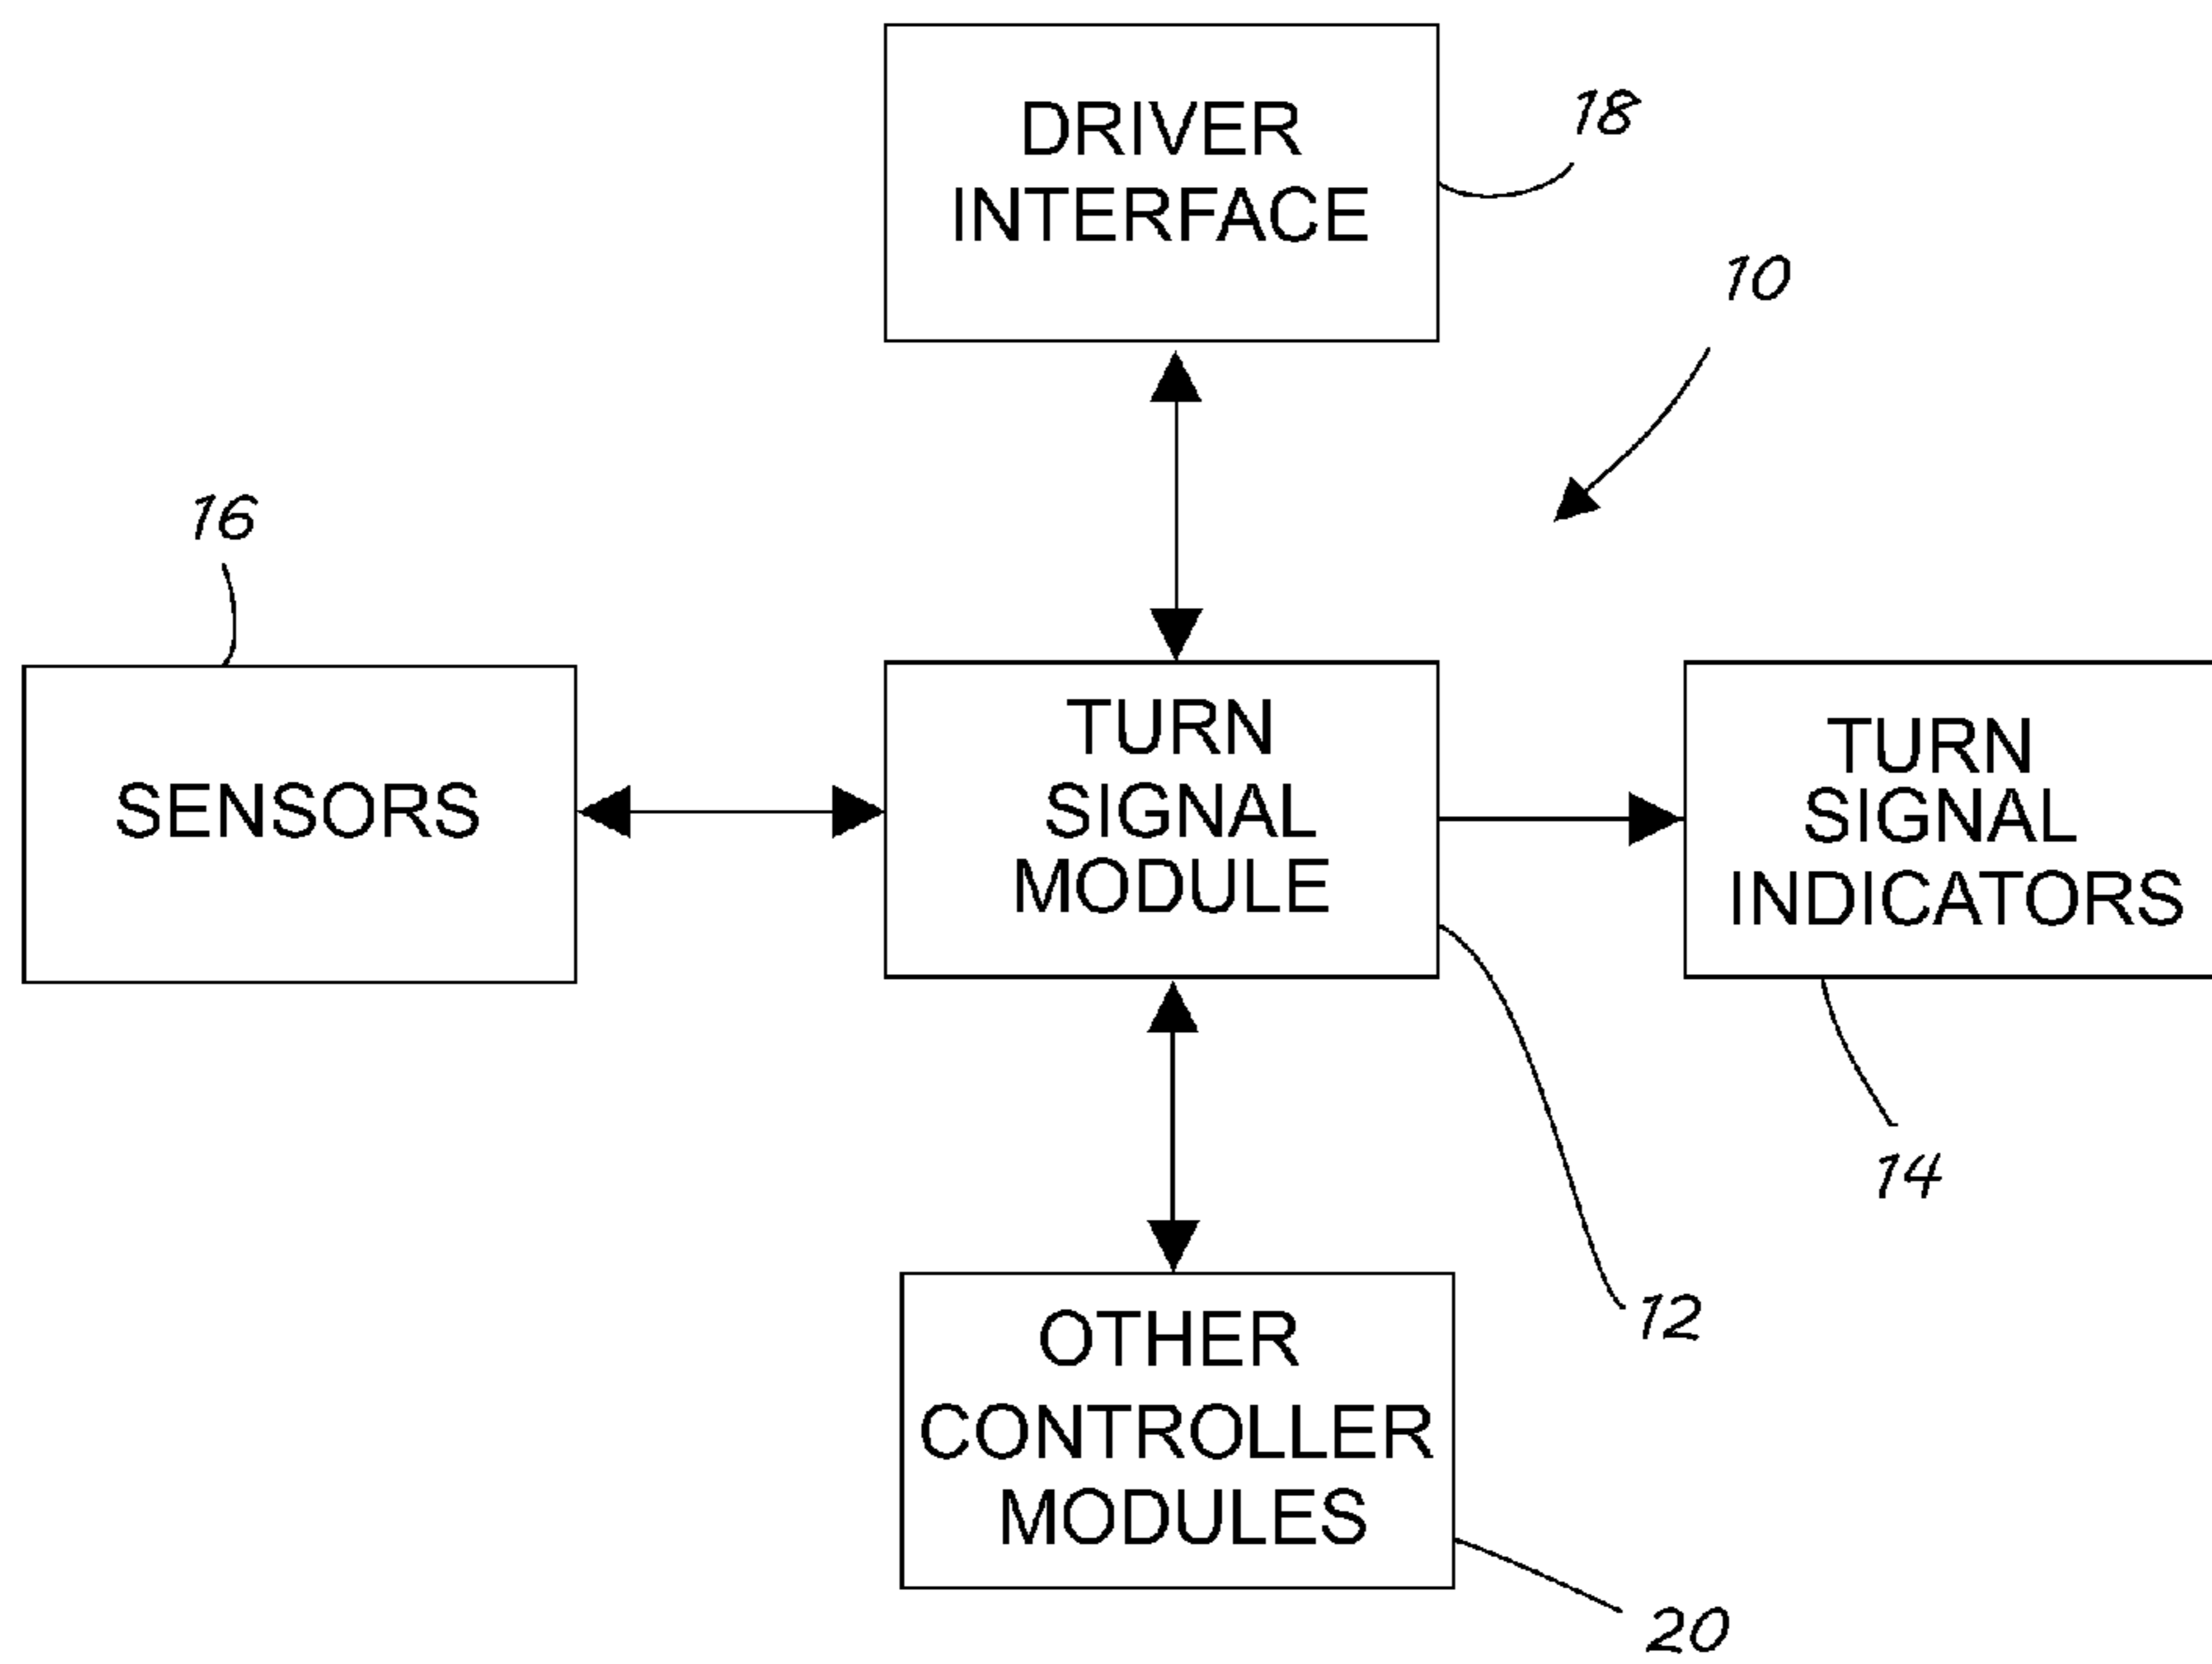 DRIVER
INTERFACE
18
10
16
SENSORS
TURN
SIGNAL
MODULE
TURN
SIGNAL
INDICATORS
14
12
OTHER
CONTROLLER
MODULES
20